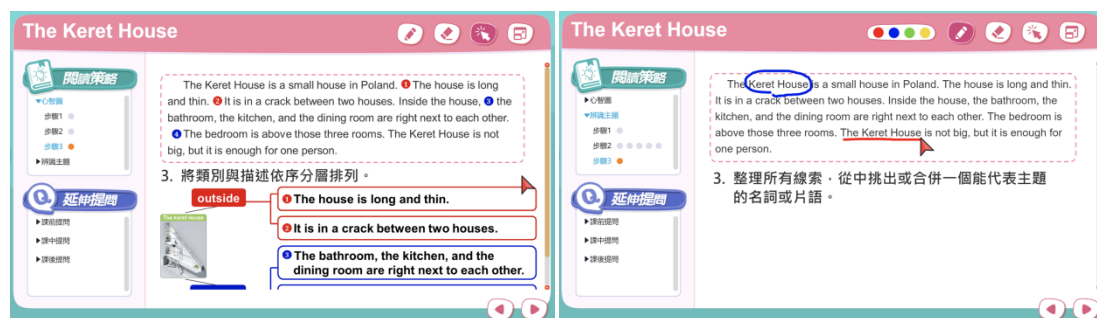 The Keret House
閱讀策略
▼心智圖
步驟1
步驟2
步驟3
▶辨識主題
延伸提問
▶課前提問
▶課中提問
▶課後提問
The Keret House is a small house in Poland. ❶ The house is long
and thin. ❷ It is in a crack between two houses. Inside the house, ❸ the
bathroom, the kitchen, and the dining room are right next to each other.
❹ The bedroom is above those three rooms. The Keret House is not
big, but it is enough for one person.
3. 將類別與描述依序分層排列。
outside
The Keret House
❶ The house is long and thin.
❷ It is in a crack between two houses.
❸ The bathroom, the kitchen, and the
dining room are right next to each other.
The Keret House
閱讀策略
▶心智圖
▼辨識主題
步驟1
步驟2
步驟3
延伸提問
▶課前提問
▶課中提問
▶課後提問
The Keret House is a small house in Poland. The house is long and thin.
It is in a crack between two houses. Inside the house, the bathroom, the
kitchen, and the dining room are right next to each other. The bedroom is
above those three rooms. The Keret House is not big, but it is enough for
one person.
3. 整理所有線索，從中挑出或合併一個能代表主題
的名詞或片語。